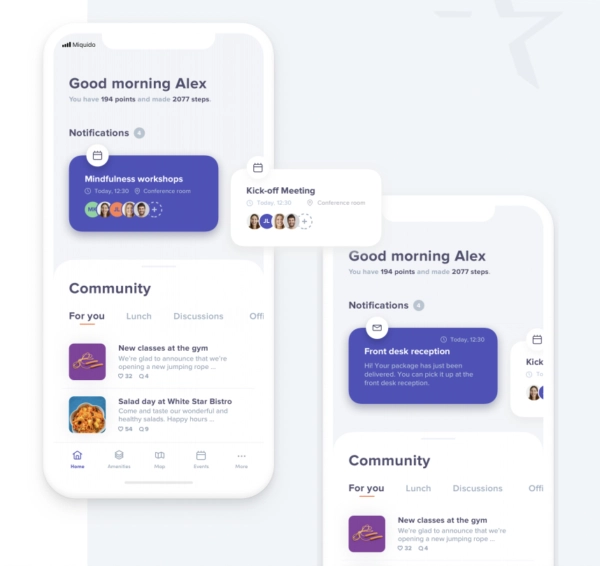 Miquido
Good morning Alex
You have 194 points and made 2077 steps.
Notifications 4
Mindfulness workshops
Today, 12:30 Conference room
MH JL
Kick-off Meeting
Today, 12:30 Conference room
JL
Community
For you Lunch Discussions Offi
New classes at the gym
We're glad to announce that we're
opening a new jumping rope ...
32 4
Salad day at White Star Bistro
Come and taste our wonderful and
healthy salads. Happy hours ...
54 9
Home Amenities Map Events More
Good morning Alex
You have 194 points and made 2077 steps.
Notifications 4
Today, 12:30
Front desk reception
Hi! Your package has just been
delivered. You can pick it up at the
front desk reception.
Kick
To
Community
For you Lunch Discussions Offi
New classes at the gym
We're glad to announce that we're
opening a new jumping rope ...
32 4